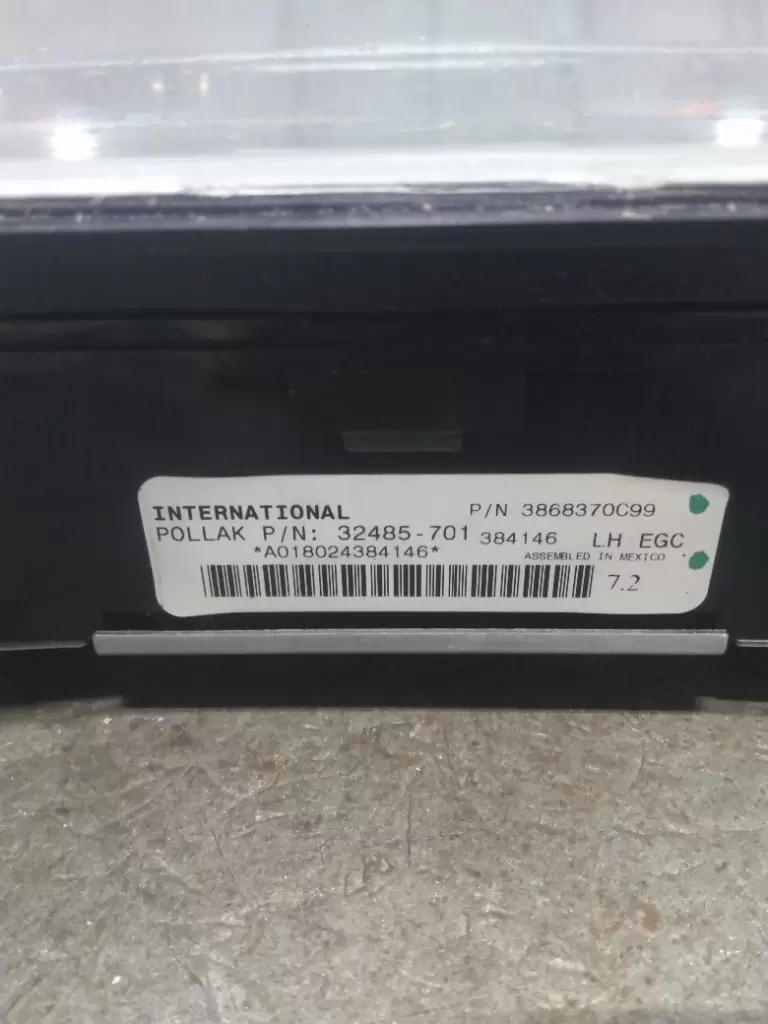 INTERNATIONAL P/N 3868370C99
POLLAK P/N: 32485-701 384146 LH EGC
*A018024384146* ASSEMBLED IN MEXICO
7.2